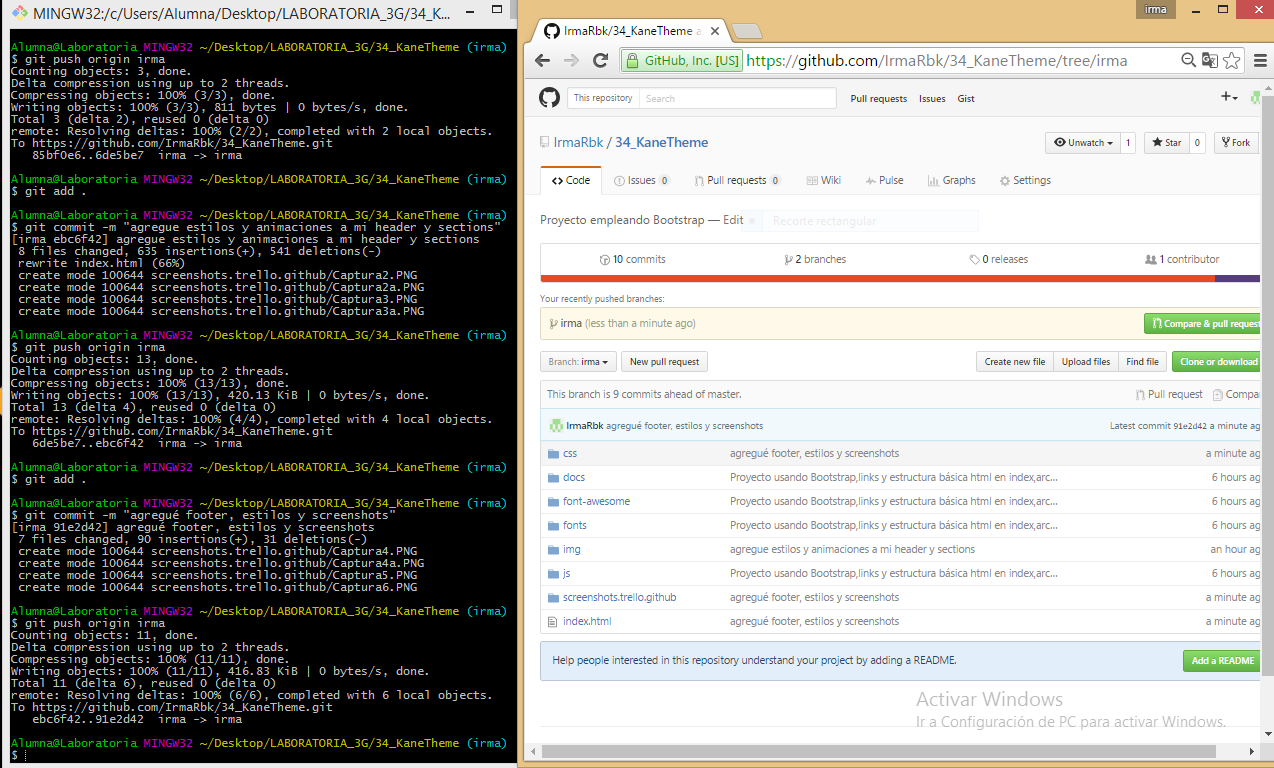 MINGW32:/c/Users/Alumna/Desktop/LABORATORIA_3G/34_K...
Alumna@Laboratoria MINGW32 ~/Desktop/LABORATORIA_3G/34_KaneTheme (irma)
$ git push origin irma
Counting objects: 3, done.
Delta compression using up to 2 threads.
Compressing objects: 100% (3/3), done.
Writing objects: 100% (3/3), 811 bytes | 0 bytes/s, done.
Total 3 (delta 2), reused 0 (delta 0)
remote: Resolving deltas: 100% (2/2), completed with 2 local objects.
To https://github.com/IrmaRbk/34_KaneTheme.git
85bf0e6..6de5be7 irma -> irma
Alumna@Laboratoria MINGW32 ~/Desktop/LABORATORIA_3G/34_KaneTheme (irma)
$ git add .
Alumna@Laboratoria MINGW32 ~/Desktop/LABORATORIA_3G/34_KaneTheme (irma)
$ git commit -m "agregue estilos y animaciones a mi header y sections"
[irma ebc6f42] agregue estilos y animaciones a mi header y sections
8 files changed, 635 insertions(+), 541 deletions(-)
rewrite index.html (66%)
create mode 100644 screenshots.trello.github/Captura2.PNG
create mode 100644 screenshots.trello.github/Captura2a.PNG
create mode 100644 screenshots.trello.github/Captura3.PNG
create mode 100644 screenshots.trello.github/Captura3a.PNG
Alumna@Laboratoria MINGW32 ~/Desktop/LABORATORIA_3G/34_KaneTheme (irma)
$ git push origin irma
Counting objects: 13, done.
Delta compression using up to 2 threads.
Compressing objects: 100% (13/13), done.
Writing objects: 100% (13/13), 420.13 KiB | 0 bytes/s, done.
Total 13 (delta 4), reused 0 (delta 0)
remote: Resolving deltas: 100% (4/4), completed with 4 local objects.
To https://github.com/IrmaRbk/34_KaneTheme.git
6de5be7..ebc6f42 irma -> irma
Alumna@Laboratoria MINGW32 ~/Desktop/LABORATORIA_3G/34_KaneTheme (irma)
$ git add .
Alumna@Laboratoria MINGW32 ~/Desktop/LABORATORIA_3G/34_KaneTheme (irma)
$ git commit -m "agregué footer, estilos y screenshots"
[irma 91e2d42] agregué footer, estilos y screenshots
7 files changed, 90 insertions(+), 31 deletions(-)
create mode 100644 screenshots.trello.github/Captura4.PNG
create mode 100644 screenshots.trello.github/Captura4a.PNG
create mode 100644 screenshots.trello.github/Captura5.PNG
create mode 100644 screenshots.trello.github/Captura6.PNG
Alumna@Laboratoria MINGW32 ~/Desktop/LABORATORIA_3G/34_KaneTheme (irma)
$ git push origin irma
Counting objects: 11, done.
Delta compression using up to 2 threads.
Compressing objects: 100% (11/11), done.
Writing objects: 100% (11/11), 416.83 KiB | 0 bytes/s, done.
Total 11 (delta 6), reused 0 (delta 0)
remote: Resolving deltas: 100% (6/6), completed with 6 local objects.
To https://github.com/IrmaRbk/34_KaneTheme.git
ebc6f42..91e2d42 irma -> irma
Alumna@Laboratoria MINGW32 ~/Desktop/LABORATORIA_3G/34_KaneTheme (irma)
$
irma
IrmaRbk/34_KaneTheme a
GitHub, Inc. [US] https://github.com/IrmaRbk/34_KaneTheme/tree/irma
This repository Search Pull requests Issues Gist
IrmaRbk / 34_KaneTheme Unwatch 1 Star 0 Fork
Code Issues 0 Pull requests 0 Wiki Pulse Graphs Settings
Proyecto empleando Bootstrap — Edit Recorte rectangular
10 commits 2 branches 0 releases 1 contributor
Your recently pushed branches:
irma (less than a minute ago) Compare & pull request
Branch: irma New pull request Create new file Upload files Find file Clone or download
This branch is 9 commits ahead of master. Pull request Compa
IrmaRbk agregué footer, estilos y screenshots Latest commit 91e2d42 a minute ag
css agregué footer, estilos y screenshots a minute ag
docs Proyecto usando Bootstrap,links y estructura básica html en index,arc... 6 hours ag
font-awesome Proyecto usando Bootstrap,links y estructura básica html en index,arc... 6 hours ag
fonts Proyecto usando Bootstrap,links y estructura básica html en index,arc... 6 hours ag
img agregue estilos y animaciones a mi header y sections an hour ag
js Proyecto usando Bootstrap,links y estructura básica html en index,arc... 6 hours ag
screenshots.trello.github agregué footer, estilos y screenshots a minute ag
index.html agregué footer, estilos y screenshots a minute ag
Help people interested in this repository understand your project by adding a README. Add a README
Activar Windows
Ir a Configuración de PC para activar Windows.